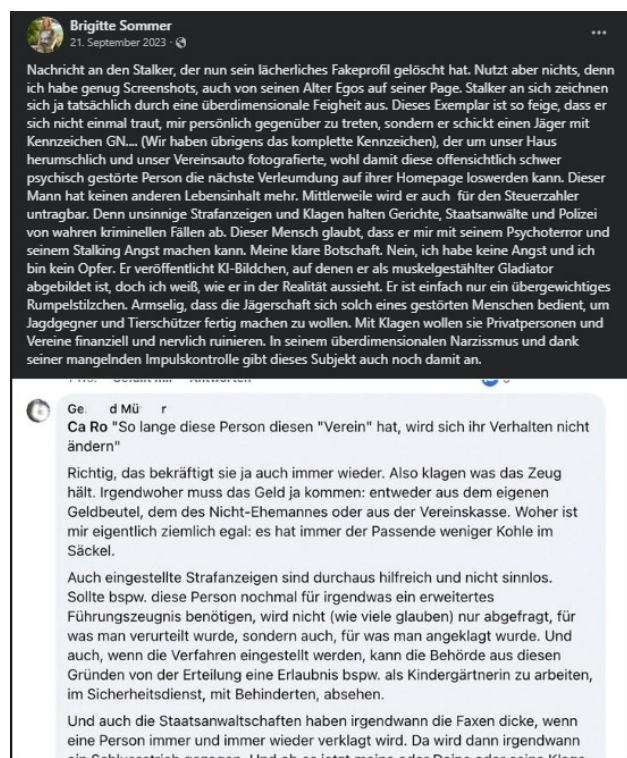 Brigitte Sommer
21. September 2023 ·
Nachricht an den Stalker, der nun sein lächerliches Fakeprofil gelöscht hat. Nutzt aber nichts, denn
ich habe genug Screenshots, auch von seinen Alter Egos auf seiner Page. Stalker an sich zeichnen
sich ja tatsächlich durch eine überdimensionale Feigheit aus. Dieses Exemplar ist so feige, dass er
sich nicht einmal traut, mir persönlich gegenüber zu treten, sondern er schickt einen Jäger mit
Kennzeichen GN.... (Wir haben übrigens das komplette Kennzeichen), der um unser Haus
herumschlich und unser Vereinsauto fotografierte, wohl damit diese offensichtlich schwer
psychisch gestörte Person die nächste Verleumdung auf ihrer Homepage loswerden kann. Dieser
Mann hat keinen anderen Lebensinhalt mehr. Mittlerweile wird er auch für den Steuerzahler
untragbar. Denn unsinnige Strafanzeigen und Klagen halten Gerichte, Staatsanwälte und Polizei
von wahren kriminellen Fällen ab. Dieser Mensch glaubt, dass er mir mit seinem Psychoterror und
seinem Stalking Angst machen kann. Meine klare Botschaft. Nein, ich habe keine Angst und ich
bin kein Opfer. Er veröffentlicht KI-Bildchen, auf denen er als muskelgestählter Gladiator
abgebildet ist, doch ich weiß, wie er in der Realität aussieht. Er ist einfach nur ein übergewichtiges
Rumpelstilzchen. Armselig, dass die Jägerschaft sich solch eines gestörten Menschen bedient, um
Jagdgegner und Tierschützer fertig machen zu wollen. Mit Klagen wollen sie Privatpersonen und
Vereine finanziell und nervlich ruinieren. In seinem überdimensionalen Narzissmus und dank
seiner mangelnden Impulskontrolle gibt dieses Subjekt auch noch damit an.
Ge d Mü r
Ca Ro "So lange diese Person diesen "Verein" hat, wird sich ihr Verhalten nicht
ändern"
Richtig, das bekräftigt sie ja auch immer wieder. Also klagen was das Zeug
hält. Irgendwoher muss das Geld ja kommen: entweder aus dem eigenen
Geldbeutel, dem des Nicht-Ehemannes oder aus der Vereinskasse. Woher ist
mir eigentlich ziemlich egal: es hat immer der Passende weniger Kohle im
Säckel.
Auch eingestellte Strafanzeigen sind durchaus hilfreich und nicht sinnlos.
Sollte bspw. diese Person nochmal für irgendwas ein erweitertes
Führungszeugnis benötigen, wird nicht (wie viele glauben) nur abgefragt, für
was man verurteilt wurde, sondern auch, für was man angeklagt wurde. Und
auch, wenn die Verfahren eingestellt werden, kann die Behörde aus diesen
Gründen von der Erteilung eine Erlaubnis bspw. als Kindergärtnerin zu arbeiten,
im Sicherheitsdienst, mit Behinderten, absehen.
Und auch die Staatsanwaltschaften haben irgendwann die Faxen dicke, wenn
eine Person immer und immer wieder verklagt wird. Da wird dann irgendwann